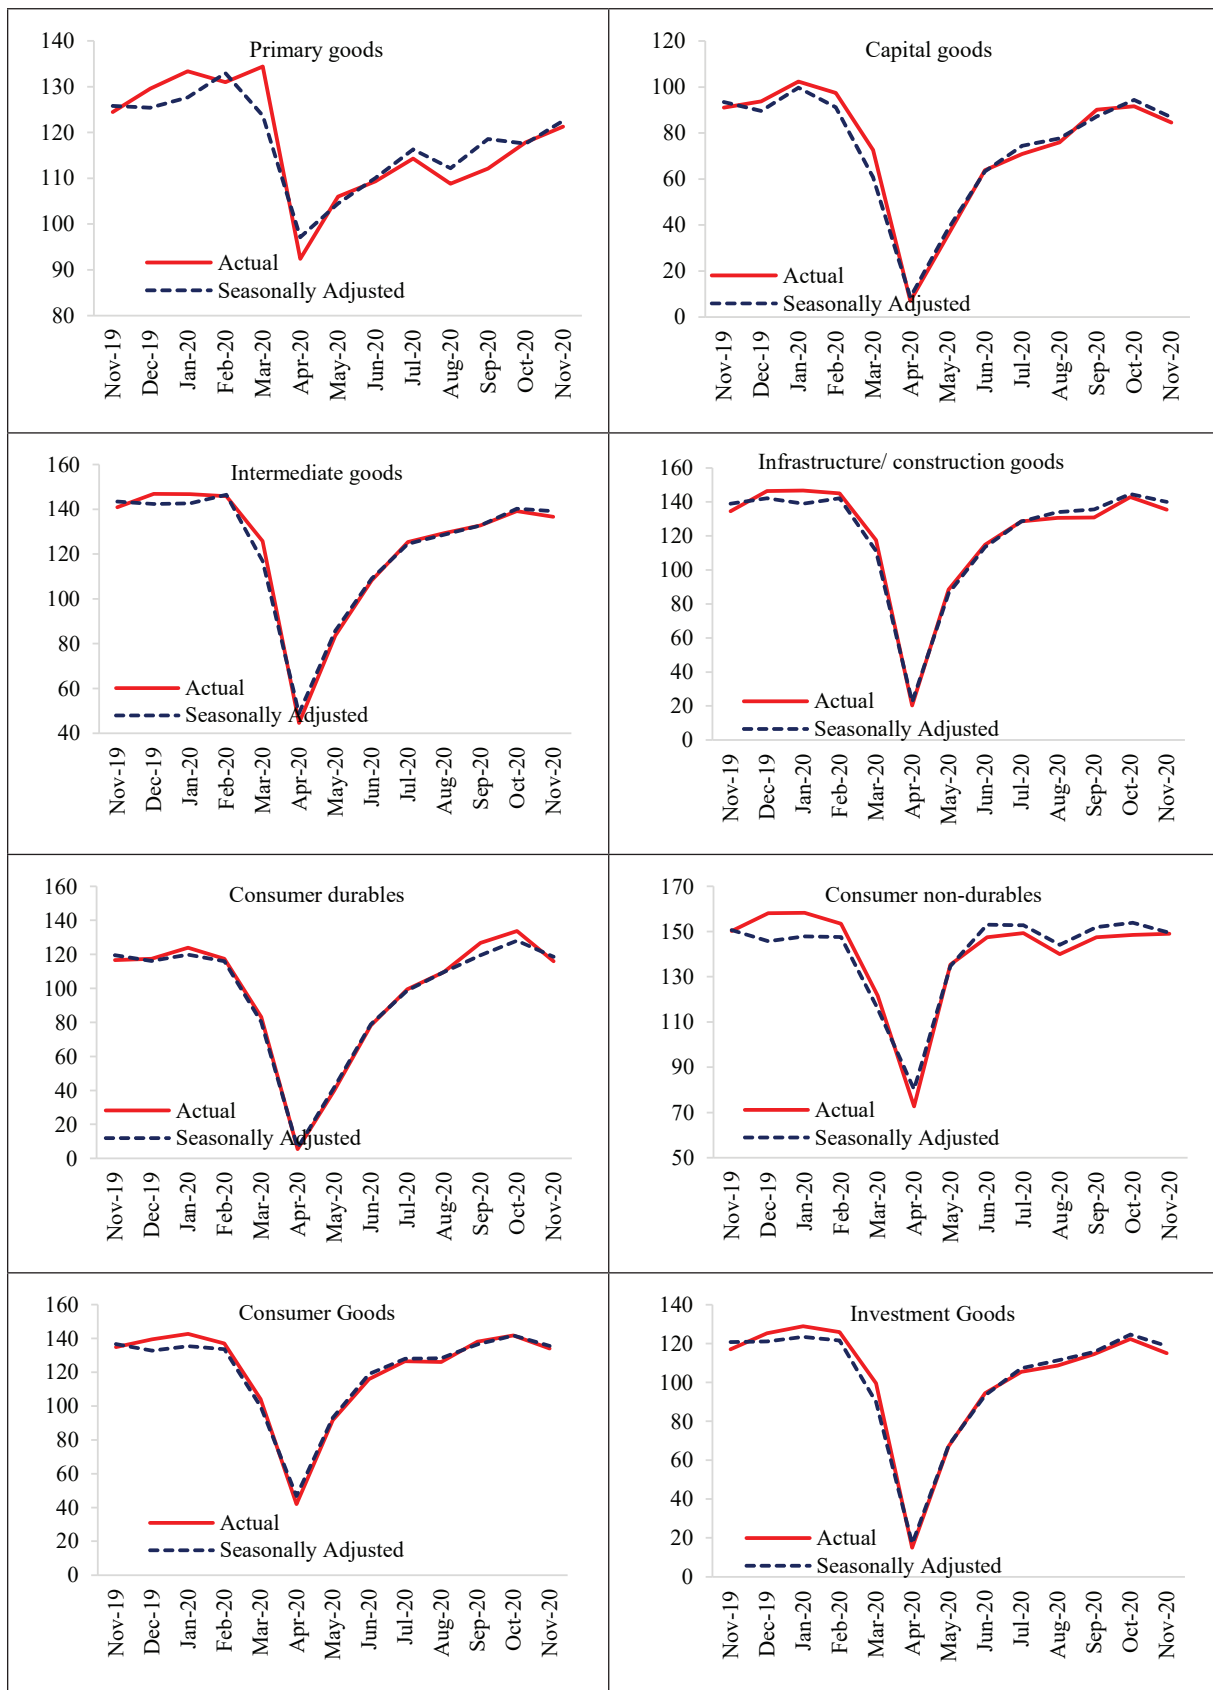 Primary goods
140
130
120
110
100
90
80
Actual
Seasonally Adjusted
Nov-19
Dec-19
Jan-20
Feb-20
Mar-20
Apr-20
May-20
Jun-20
Jul-20
Aug-20
Sep-20
Oct-20
Nov-20
Capital goods
120
100
80
60
40
20
0
Actual
Seasonally Adjusted
Nov-19
Dec-19
Jan-20
Feb-20
Mar-20
Apr-20
May-20
Jun-20
Jul-20
Aug-20
Sep-20
Oct-20
Nov-20
Intermediate goods
160
140
120
100
80
60
40
Actual
Seasonally Adjusted
Nov-19
Dec-19
Jan-20
Feb-20
Mar-20
Apr-20
May-20
Jun-20
Jul-20
Aug-20
Sep-20
Oct-20
Nov-20
Infrastructure/ construction goods
160
140
120
100
80
60
40
20
0
Actual
Seasonally Adjusted
Nov-19
Dec-19
Jan-20
Feb-20
Mar-20
Apr-20
May-20
Jun-20
Jul-20
Aug-20
Sep-20
Oct-20
Nov-20
Consumer durables
160
140
120
100
80
60
40
20
0
Actual
Seasonally Adjusted
Nov-19
Dec-19
Jan-20
Feb-20
Mar-20
Apr-20
May-20
Jun-20
Jul-20
Aug-20
Sep-20
Oct-20
Nov-20
Consumer non-durables
170
150
130
110
90
70
50
Actual
Seasonally Adjusted
Nov-19
Dec-19
Jan-20
Feb-20
Mar-20
Apr-20
May-20
Jun-20
Jul-20
Aug-20
Sep-20
Oct-20
Nov-20
Consumer Goods
160
140
120
100
80
60
40
20
0
Actual
Seasonally Adjusted
Nov-19
Dec-19
Jan-20
Feb-20
Mar-20
Apr-20
May-20
Jun-20
Jul-20
Aug-20
Sep-20
Oct-20
Nov-20
Investment Goods
140
120
100
80
60
40
20
0
Actual
Seasonally Adjusted
Nov-19
Dec-19
Jan-20
Feb-20
Mar-20
Apr-20
May-20
Jun-20
Jul-20
Aug-20
Sep-20
Oct-20
Nov-20